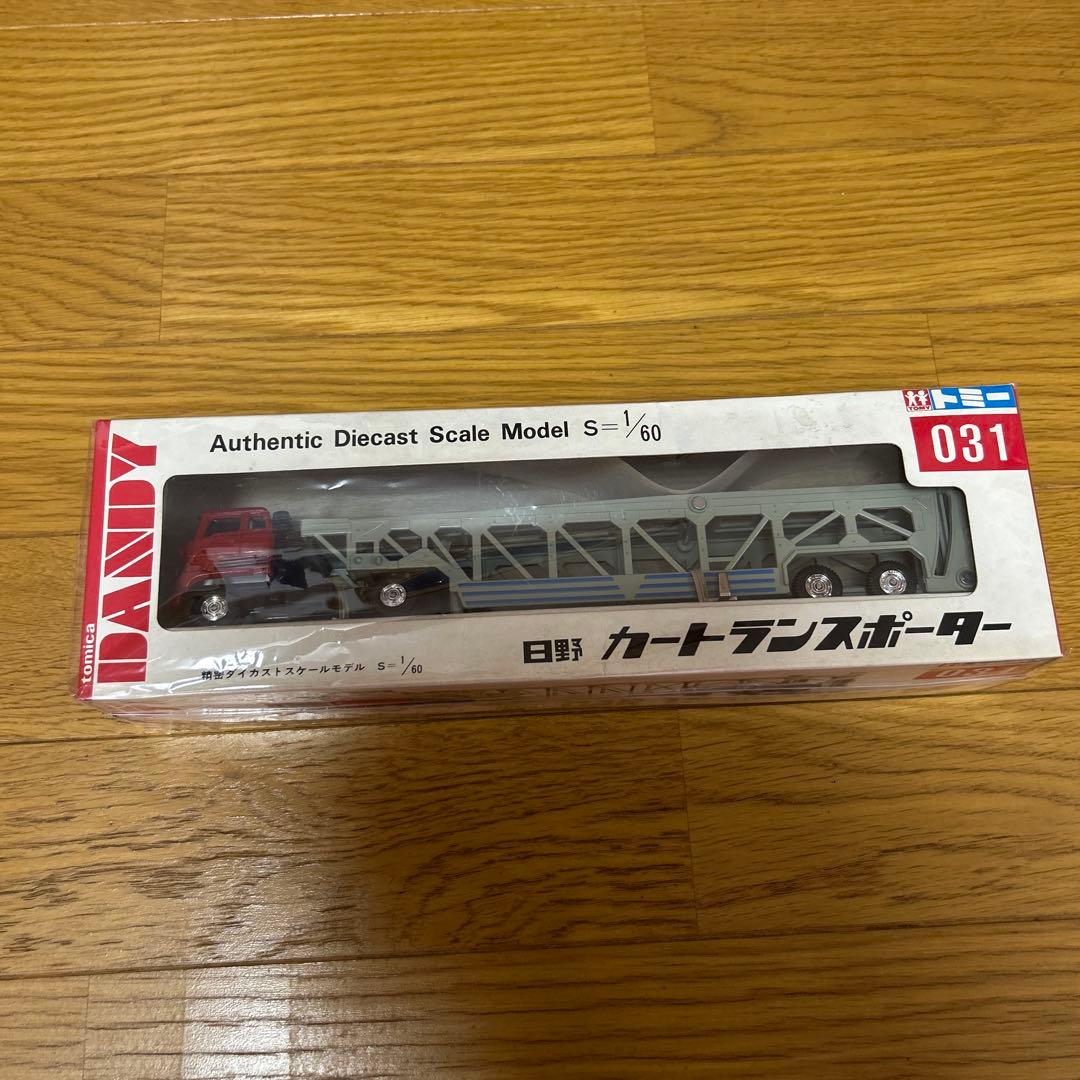 Authentic Diecast Scale Model S=1/60
TOMY トミー
031
tomica
DANDY
日野 カートランスポーター
精密ダイカストスケールモデル S=1/60